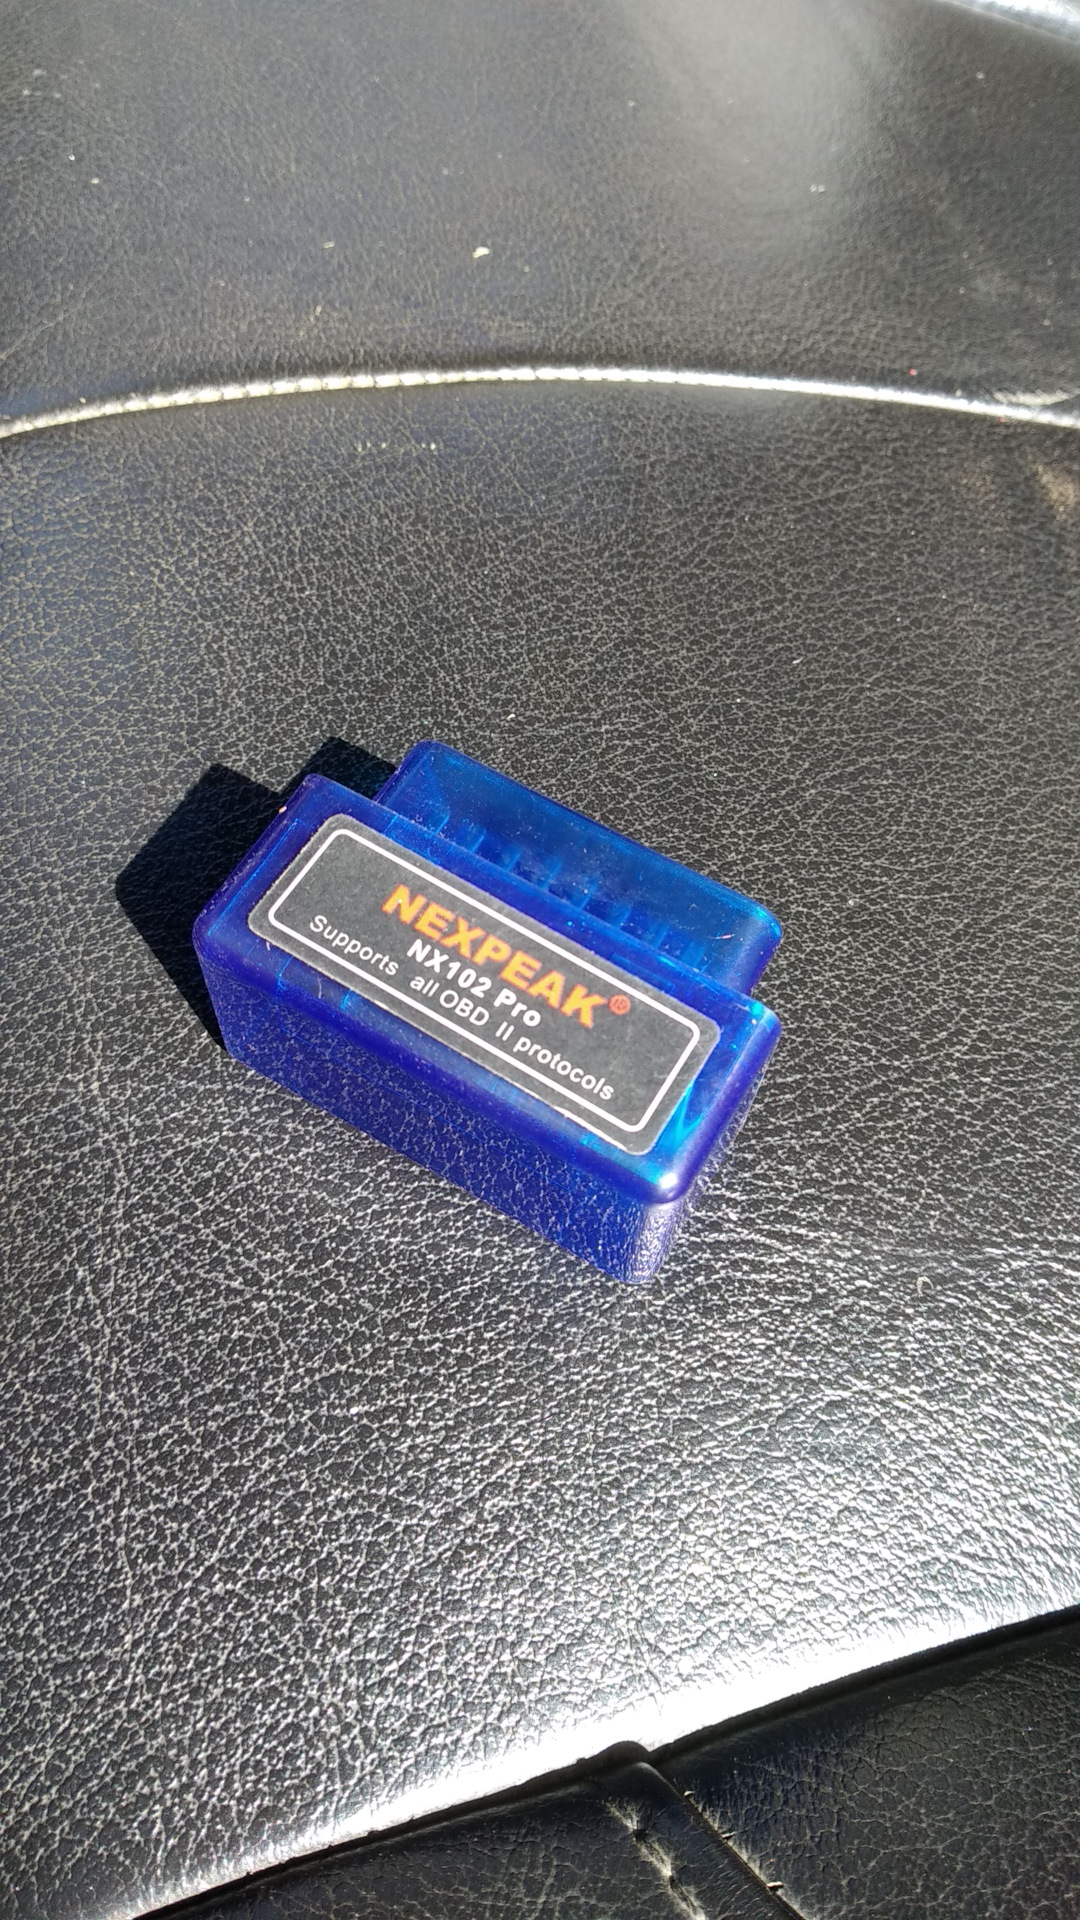 NEXPEAK®
NX102 Pro
Supports all OBD II protocols